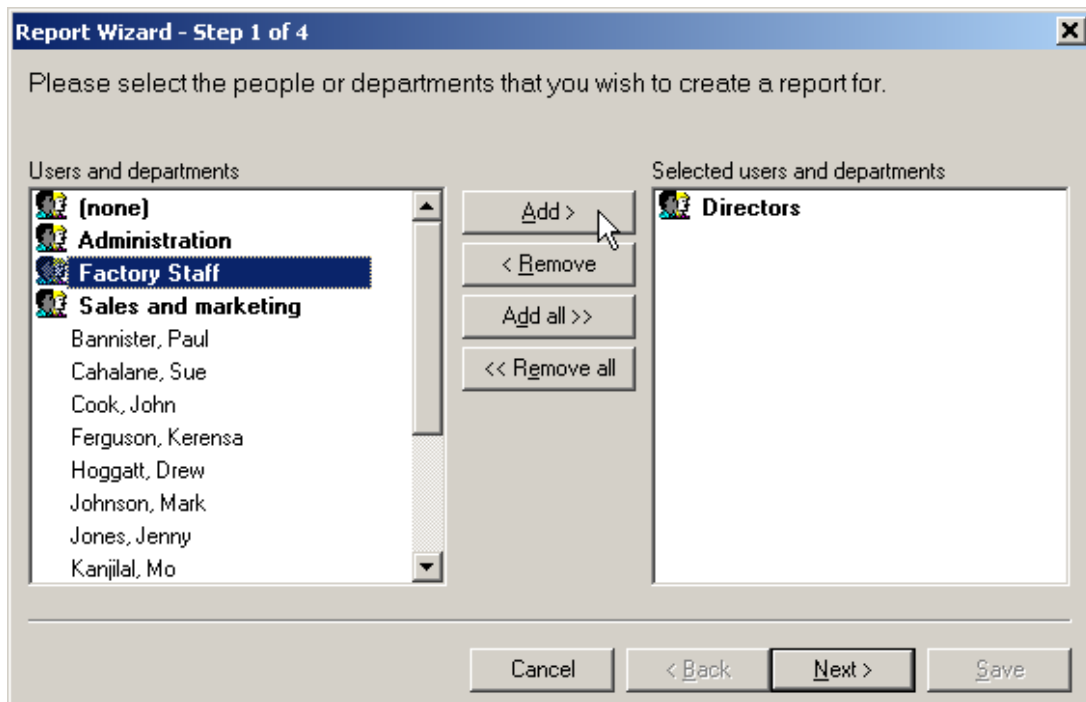 Report Wizard - Step 1 of 4
Please select the people or departments that you wish to create a report for.
Users and departments
(none)
Administration
Factory Staff
Sales and marketing
Bannister, Paul
Cahalane, Sue
Cook, John
Ferguson, Kerensa
Hoggatt, Drew
Johnson, Mark
Jones, Jenny
Kanjilal, Mo
Add >
< Remove
Add all >>
<< Remove all
Selected users and departments
Directors
Cancel
< Back
Next >
Save